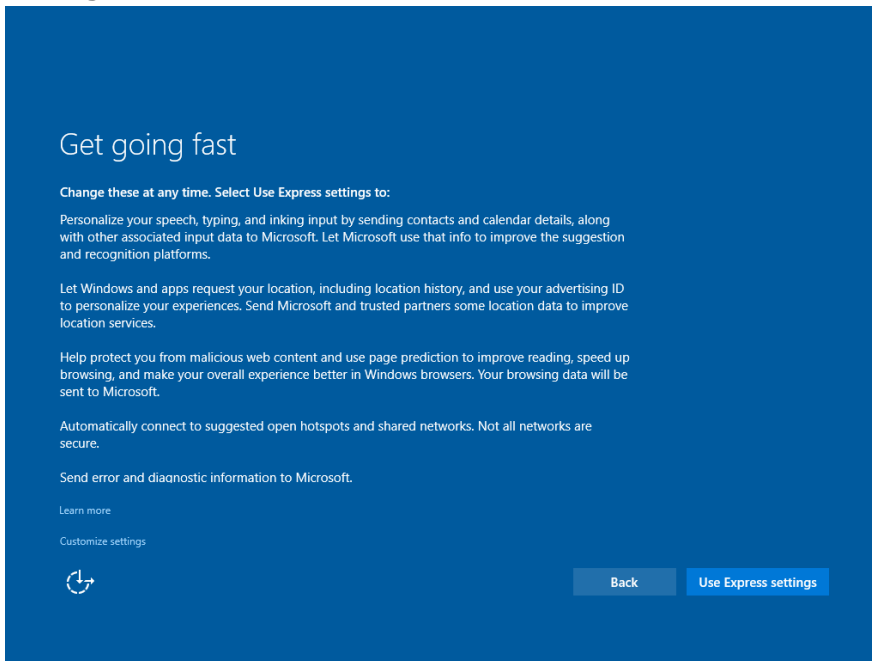 Get going fast
Change these at any time. Select Use Express settings to:
Personalize your speech, typing, and inking input by sending contacts and calendar details, along
with other associated input data to Microsoft. Let Microsoft use that info to improve the suggestion
and recognition platforms.
Let Windows and apps request your location, including location history, and use your advertising ID
to personalize your experiences. Send Microsoft and trusted partners some location data to improve
location services.
Help protect you from malicious web content and use page prediction to improve reading, speed up
browsing, and make your overall experience better in Windows browsers. Your browsing data will be
sent to Microsoft.
Automatically connect to suggested open hotspots and shared networks. Not all networks are
secure.
Send error and diagnostic information to Microsoft.
Learn more
Customize settings
Back
Use Express settings